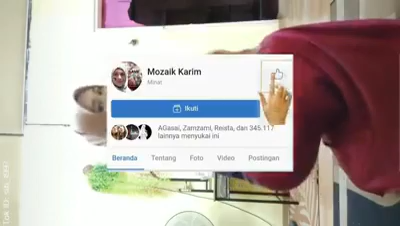 Mozaik Karim
Minat
Ikuti
AGasai, Zamzami, Reista, dan 345.117
lainnya menyukai ini
Beranda Tentang Foto Video Postingan